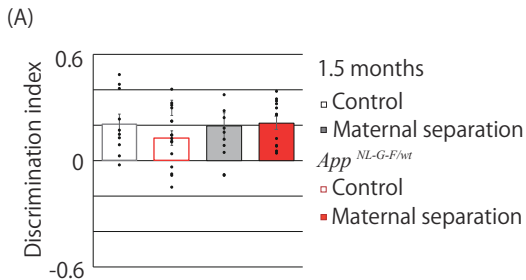 (A)
Discrimination index
0.6
0
-0.6
1.5 months
Control
Maternal separation
App NL-G-F/wt
Control
Maternal separation